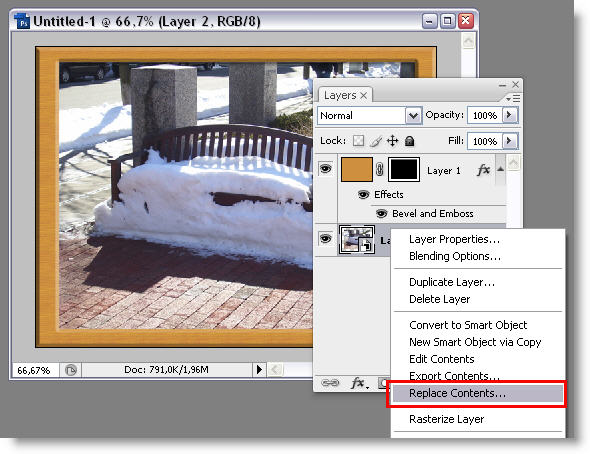 Untitled-1 @ 66,7% (Layer 2, RGB/8)
Layers ×
Normal
Opacity: 100%
Lock:
Fill: 100%
Layer 1
fx
Effects
Bevel and Emboss
La
Layer Properties...
Blending Options...
Duplicate Layer...
Delete Layer
Convert to Smart Object
New Smart Object via Copy
Edit Contents
Export Contents...
Replace Contents...
Rasterize Layer
66,67%
Doc: 791,0K/1,96M
fx.